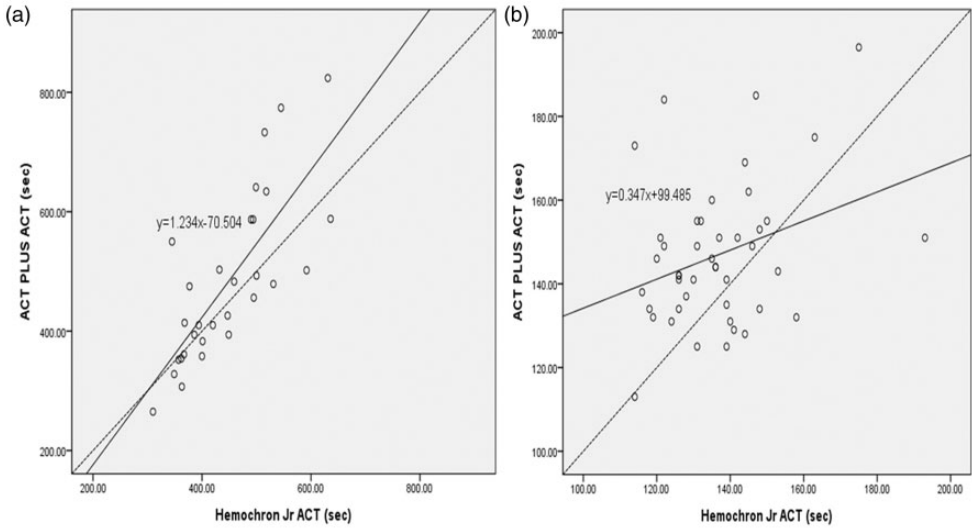 (a)
ACT PLUS ACT (sec)
800.00
600.00
400.00
200.00
y=1.234x-70.504
200.00 400.00 600.00 800.00
Hemochron Jr ACT (sec)
(b)
ACT PLUS ACT (sec)
200.00
180.00
160.00
140.00
120.00
100.00
y=0.347x+99.485
100.00 120.00 140.00 160.00 180.00 200.00
Hemochron Jr ACT (sec)